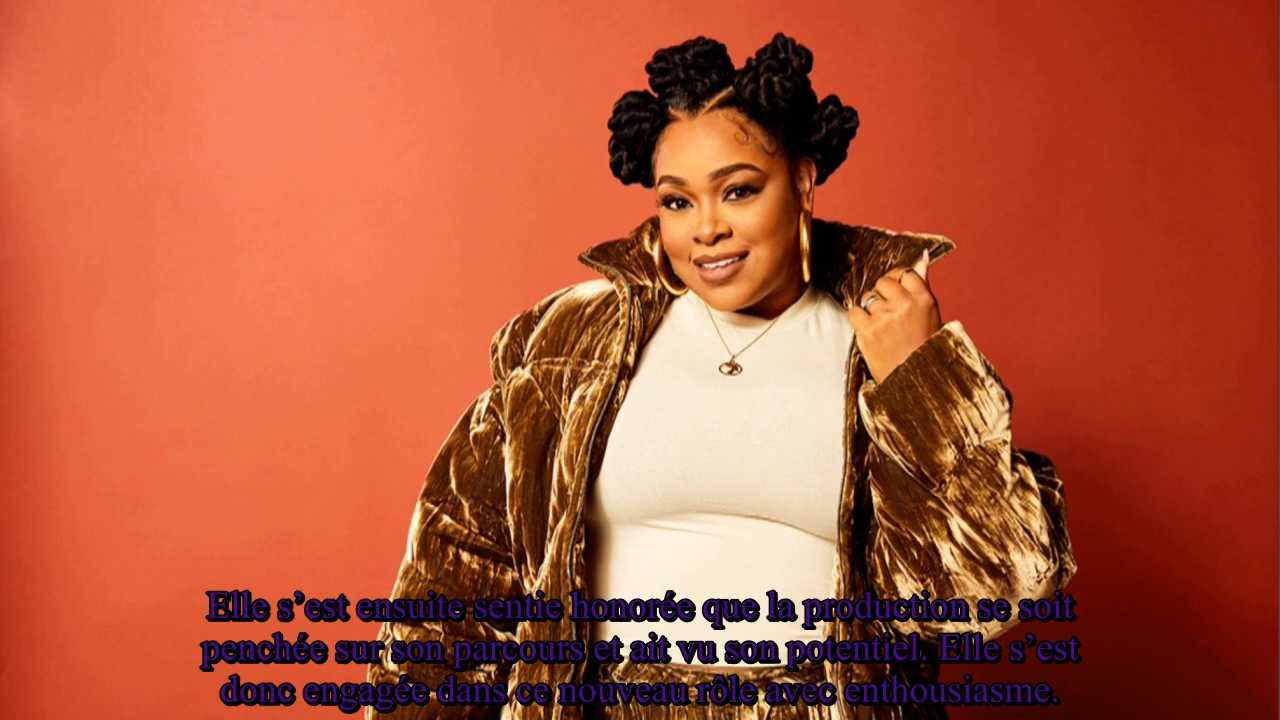 Elle s’est ensuite sentie honorée que la production se soit
penchée sur son parcours et ait vu son potentiel. Elle s’est
donc engagée dans ce nouveau rôle avec enthousiasme.